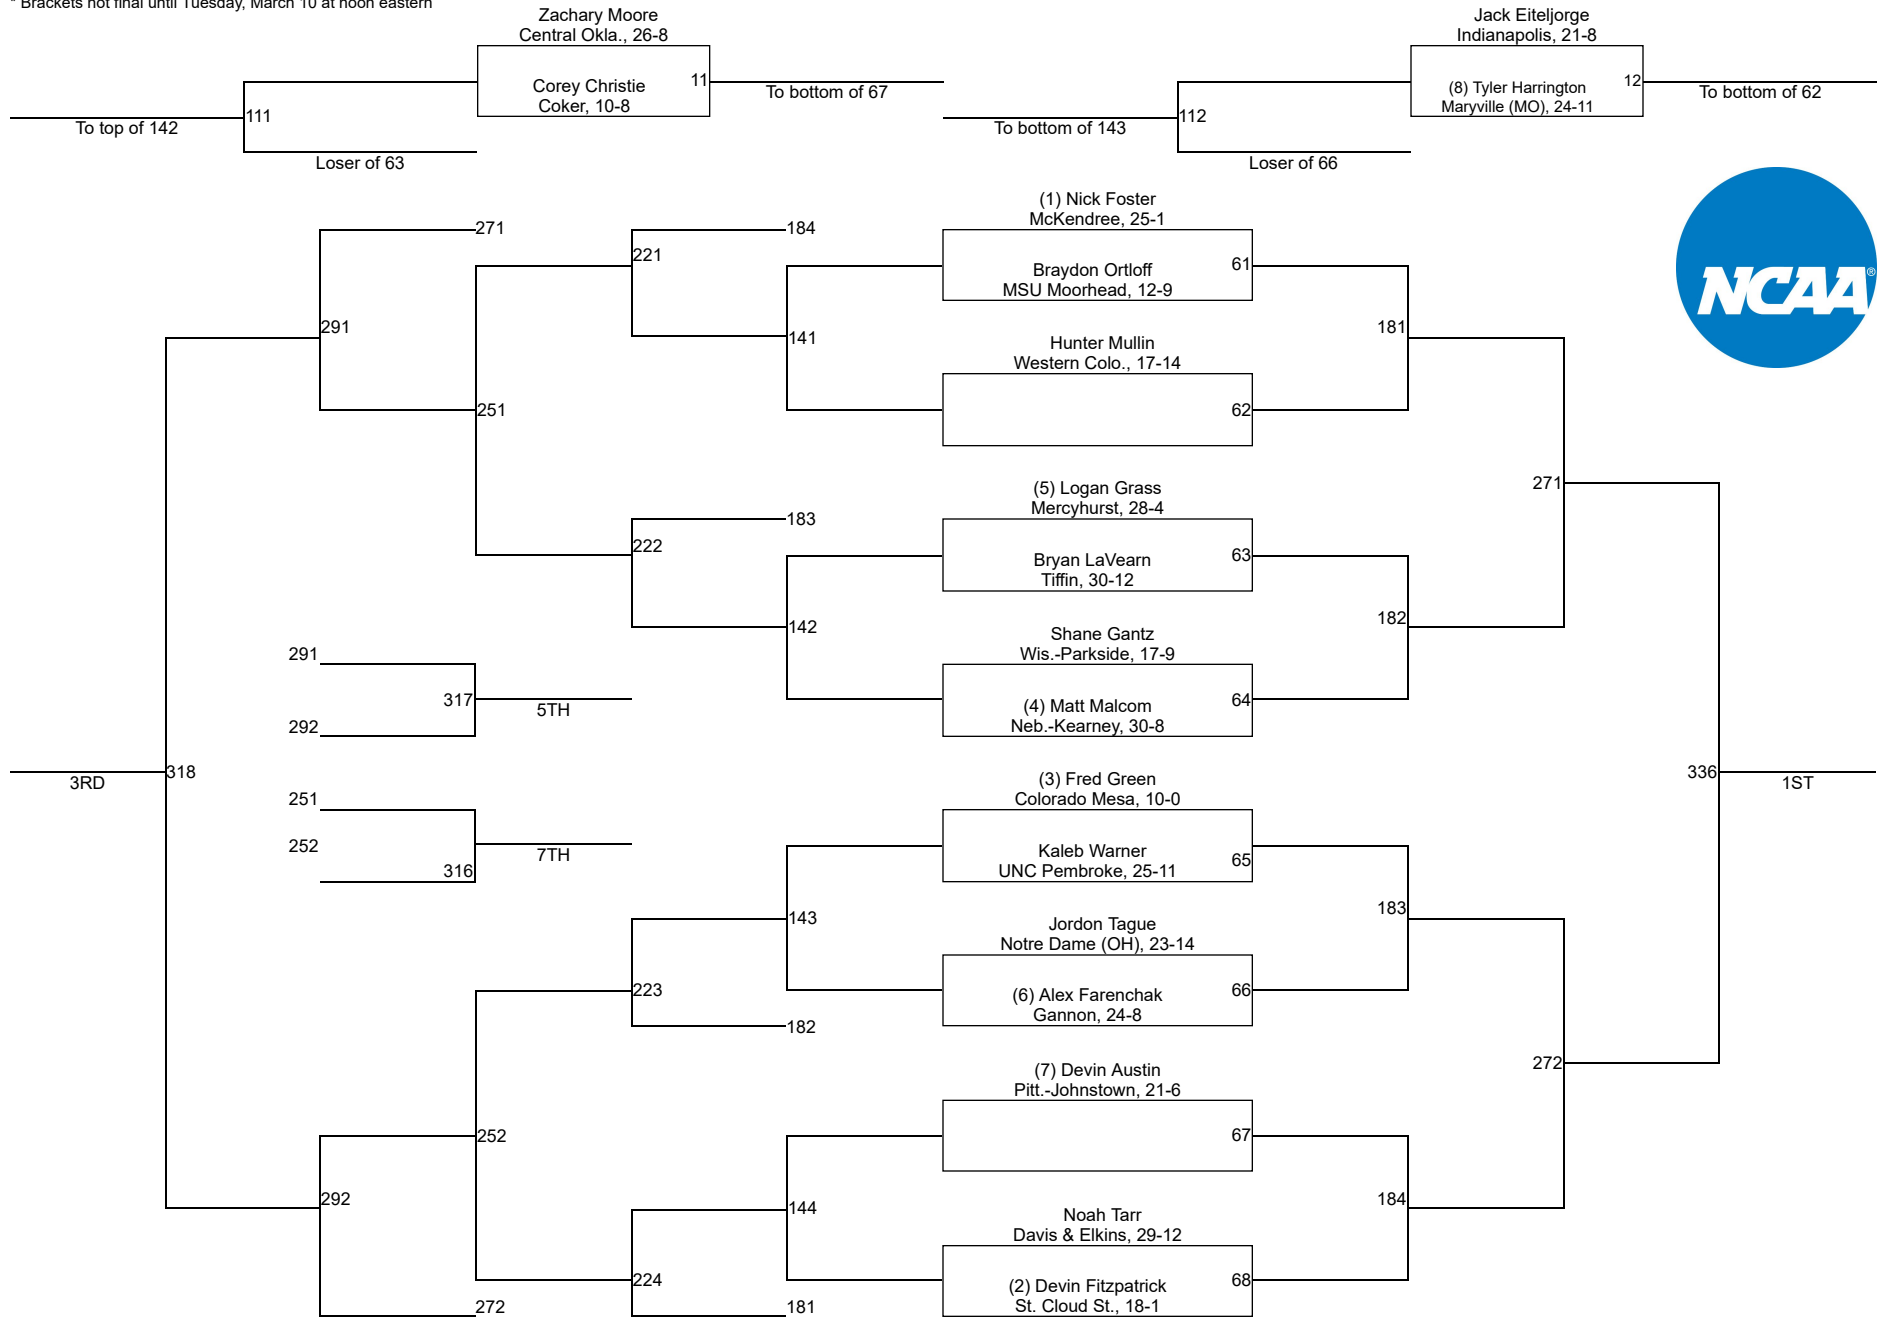 * Brackets not final until Tuesday, March 10 at noon eastern
Zachary Moore
Central Okla., 26-8
Corey Christie
Coker, 10-8
11
To bottom of 67
111
To top of 142
Loser of 63
Jack Eiteljorge
Indianapolis, 21-8
(8) Tyler Harrington
Maryville (MO), 24-11
12
To bottom of 62
112
To bottom of 143
Loser of 66
NCAA®
(1) Nick Foster
McKendree, 25-1
271
184
221
61
Braydon Ortloff
MSU Moorhead, 12-9
291
141
181
Hunter Mullin
Western Colo., 17-14
251
62
(5) Logan Grass
Mercyhurst, 28-4
271
183
222
63
Bryan LaVearn
Tiffin, 30-12
142
182
Shane Gantz
Wis.-Parkside, 17-9
291
317
5TH
292
64
(4) Matt Malcom
Neb.-Kearney, 30-8
318
3RD
336
1ST
(3) Fred Green
Colorado Mesa, 10-0
251
252
7TH
316
Kaleb Warner
UNC Pembroke, 25-11
65
143
183
Jordon Tague
Notre Dame (OH), 23-14
223
66
(6) Alex Farenchak
Gannon, 24-8
182
272
(7) Devin Austin
Pitt.-Johnstown, 21-6
252
67
292
144
184
Noah Tarr
Davis & Elkins, 29-12
224
68
(2) Devin Fitzpatrick
St. Cloud St., 18-1
272
181